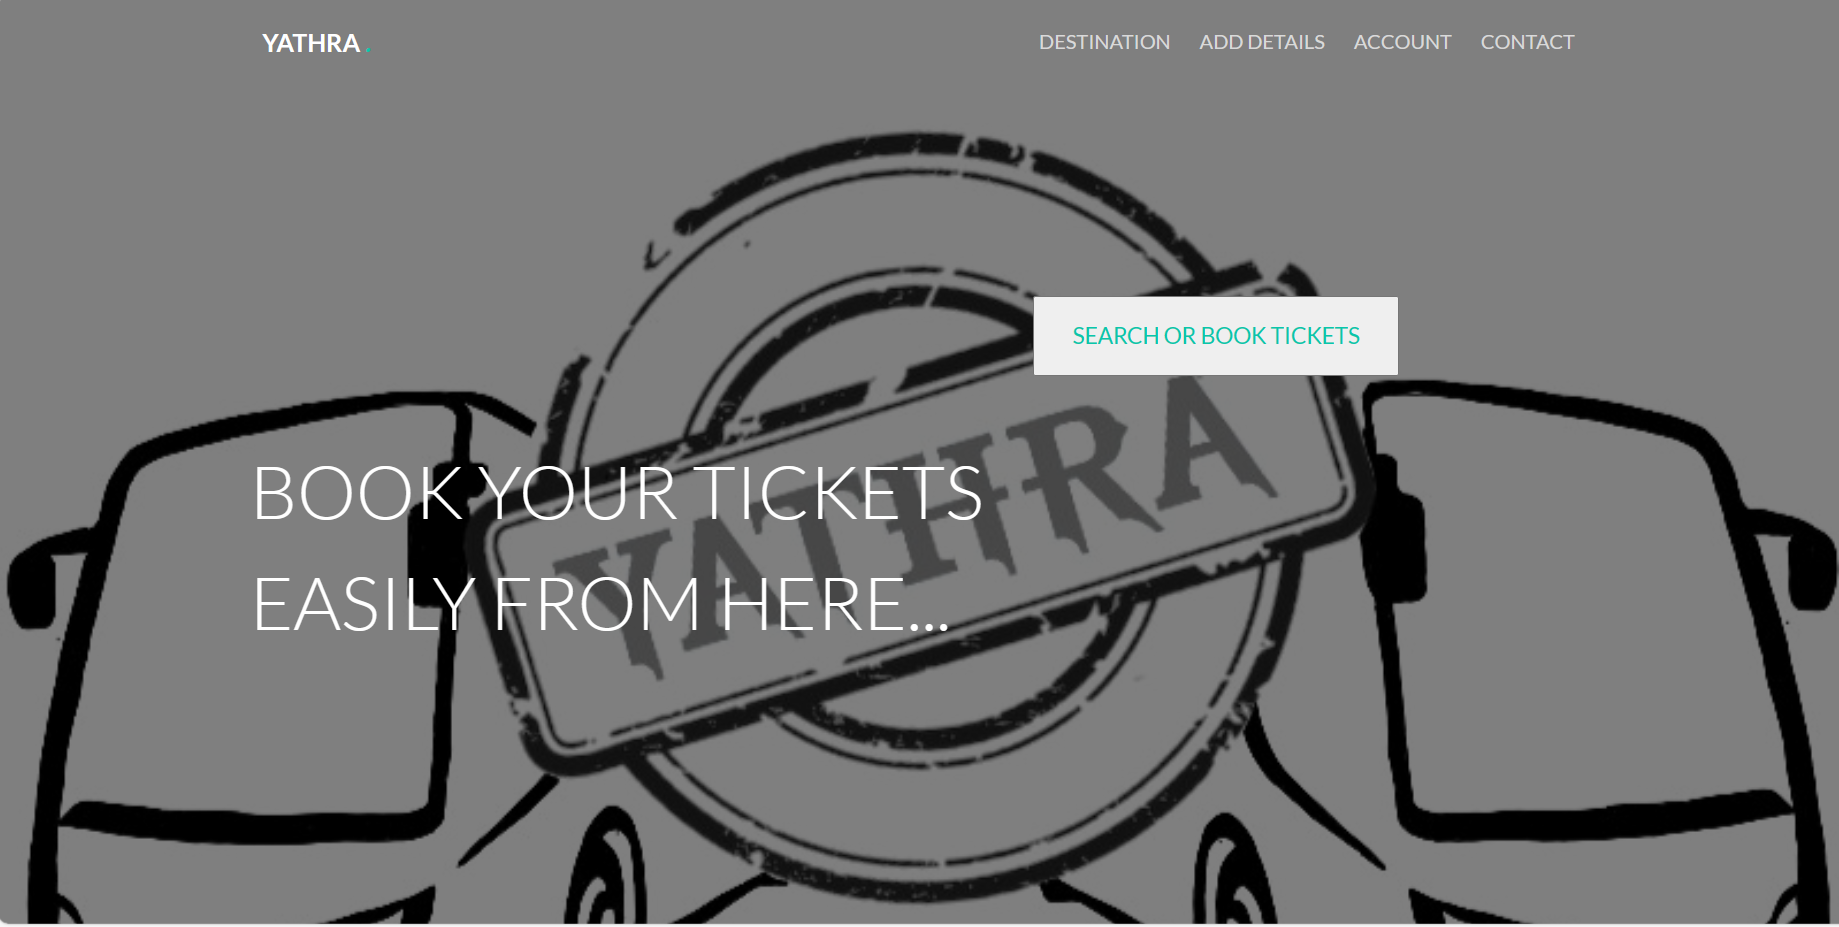 YATHRA .
DESTINATION ADD DETAILS ACCOUNT CONTACT
SEARCH OR BOOK TICKETS
YATHRA
BOOK YOUR TICKETS
EASILY FROM HERE...